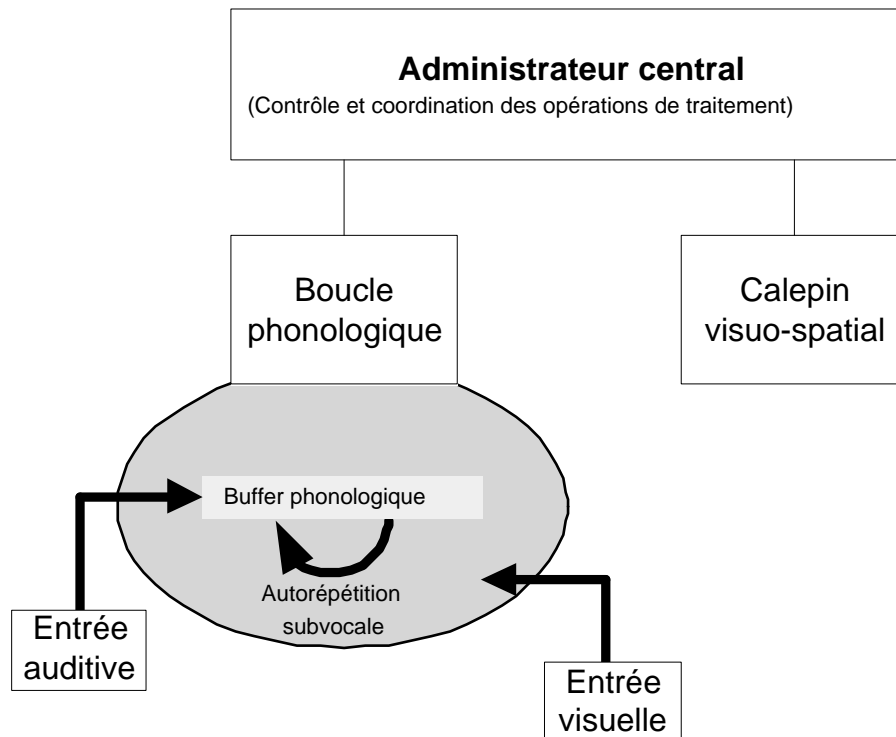 Administrateur central
(Contrôle et coordination des opérations de traitement)
Boucle
phonologique
Calepin
visuo-spatial
Buffer phonologique
Autorépétition
subvocale
Entrée
auditive
Entrée
visuelle